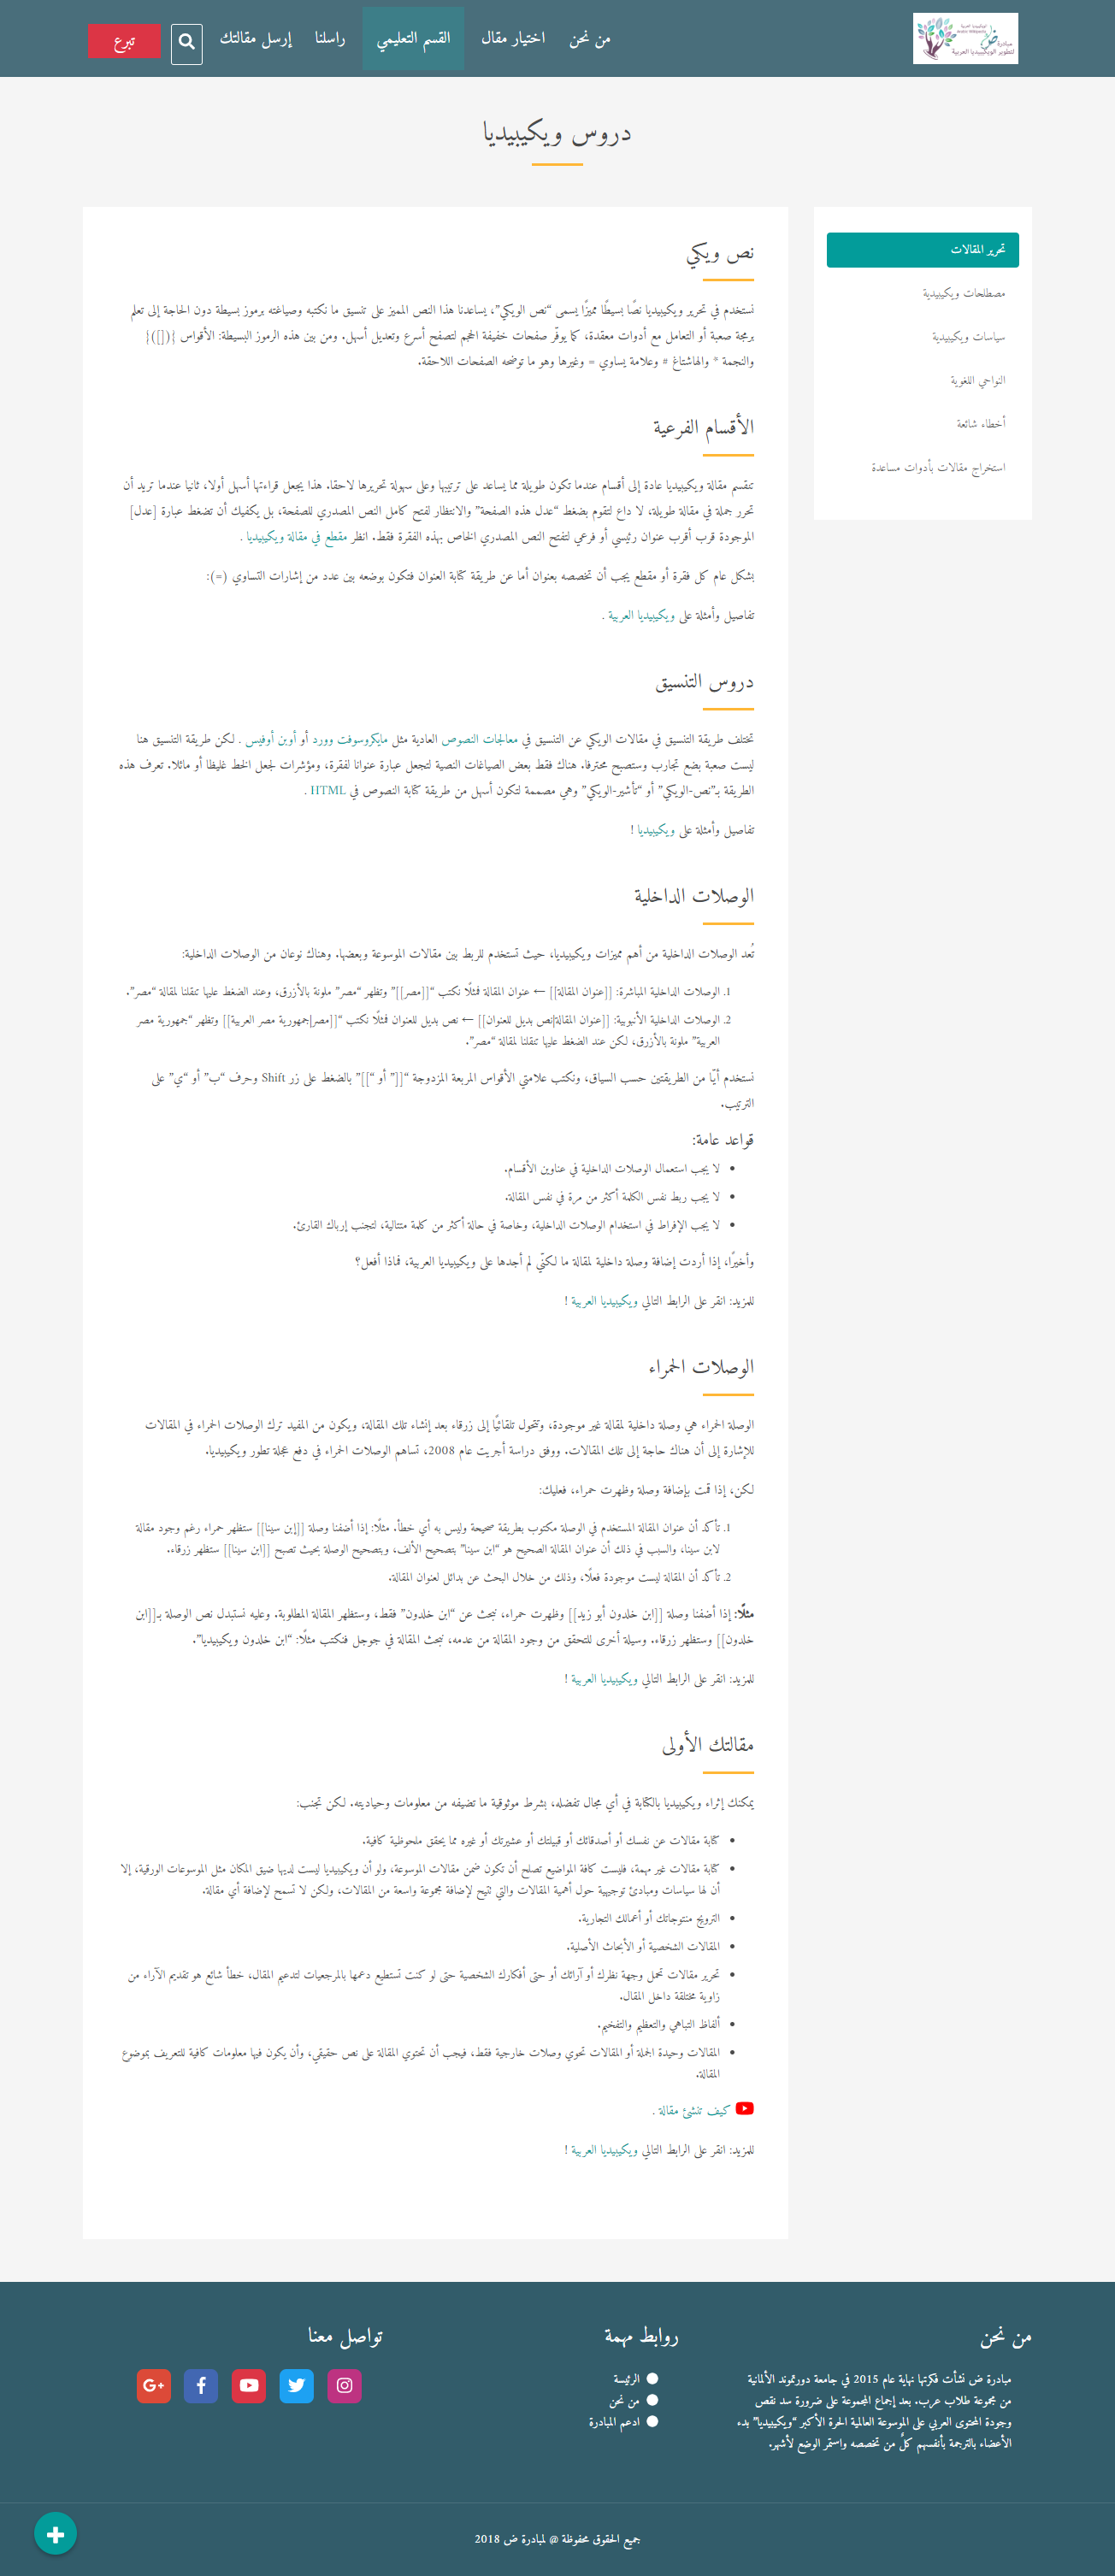 من نحن
اختيار مقال
القسم التعليمي
راسلنا
إرسل مقالتك
تبرع
دروس ويكيبيديا
تحرير المقالات
مصطلحات ويكيبيدية
سياسات ويكيبيدية
النواحي اللغوية
أخطاء شائعة
استخراج مقالات بأدوات مساعدة
نص ويكي
نستخدم في تحرير ويكيبيديا نصًا بسيطًا مميزًا يسمى “نص الويكي”، يساعدنا هذا النص المميز على تنسيق ما نكتبه وصياغته برموز بسيطة دون الحاجة إلى تعلم
برمجة صعبة أو التعامل مع أدوات معقدة، كما يوفّر صفحات خفيفة الحجم لتصفح أسرع وتعديل أسهل. ومن بين هذه الرموز البسيطة: الأقواس }([])}
والنجمة * والهاشتاغ # وعلامة يساوي = وغيرها وهو ما توضحه الصفحات اللاحقة.
الأقسام الفرعية
تنقسم مقالة ويكيبيديا عادة إلى أقسام عندما تكون طويلة مما يساعد على ترتيبها وعلى سهولة تحريرها لاحقا. هذا يجعل قراءتها أسهل أولا، ثانيا عندما تريد أن
تحرر جملة في مقالة طويلة، لا داع لتقوم بضغط “عدل هذه الصفحة” والانتظار لفتح كامل النص المصدري للصفحة، بل يكفيك أن تضغط عبارة [عدل]
الموجودة قرب أقرب عنوان رئيسي أو فرعي لتفتح النص المصدري الخاص بهذه الفقرة فقط. انظر مقطع في مقالة ويكيبيديا .
بشكل عام كل فقرة أو مقطع يجب أن تخصصه بعنوان أما عن طريقة كتابة العنوان فتكون بوضعه بين عدد من إشارات التساوي (=):
تفاصيل وأمثلة على ويكيبيديا العربية .
دروس التنسيق
تختلف طريقة التنسيق في مقالات الويكي عن التنسيق في معالجات النصوص العادية مثل مايكروسوفت وورد أو أوبن أوفيس . لكن طريقة التنسيق هنا
ليست صعبة بضع تجارب وستصبح محترفا. هناك فقط بعض الصياغات النصية لتجعل عبارة عنوانا لفقرة، ومؤشرات لجعل الخط غليظا أو مائلا. تعرف هذه
الطريقة بـ”نص-الويكي” أو “تأشير-الويكي” وهي مصممة لتكون أسهل من طريقة كتابة النصوص في HTML .
تفاصيل وأمثلة على ويكيبيديا !
الوصلات الداخلية
تُعد الوصلات الداخلية من أهم مميزات ويكيبيديا، حيث تستخدم للربط بين مقالات الموسوعة وبعضها. وهناك نوعان من الوصلات الداخلية:
1. الوصلات الداخلية المباشرة: [[عنوان المقالة]] ← عنوان المقالة فمثلًا نكتب “[[مصر]]” وتظهر “مصر” ملونة بالأزرق، وعند الضغط عليها تنقلنا لمقالة “مصر”.
2. الوصلات الداخلية الأنبوبية: [[عنوان المقالة|نص بديل للعنوان]] ← نص بديل للعنوان فمثلًا نكتب “[[مصر|جمهورية مصر العربية]] وتظهر “جمهورية مصر
العربية” ملونة بالأزرق، لكن عند الضغط عليها تنقلنا لمقالة “مصر”.
نستخدم أيّا من الطريقتين حسب السياق، ونكتب علامتي الأقواس المربعة المزدوجة “[[” أو “]]” بالضغط على زر Shift وحرف “ب” أو “ي” على
الترتيب.
قواعد عامة:
• لا يجب استعمال الوصلات الداخلية في عناوين الأقسام.
• لا يجب ربط نفس الكلمة أكثر من مرة في نفس المقالة.
• لا يجب الإفراط في استخدام الوصلات الداخلية، وخاصة في حالة أكثر من كلمة متتالية، لتجنب إرباك القارئ.
وأخيرًا، إذا أردت إضافة وصلة داخلية لمقالة ما لكنّي لم أجدها على ويكيبيديا العربية، فماذا أفعل؟
للمزيد: انقر على الرابط التالي ويكيبيديا العربية !
الوصلات الحمراء
الوصلة الحمراء هي وصلة داخلية لمقالة غير موجودة، وتتحول تلقائيًا إلى زرقاء بعد إنشاء تلك المقالة، ويكون من المفيد ترك الوصلات الحمراء في المقالات
للإشارة إلى أن هناك حاجة إلى تلك المقالات. ووفق دراسة أجريت عام 2008، تساهم الوصلات الحمراء في دفع عجلة تطور ويكيبيديا.
لكن، إذا قمت بإضافة وصلة وظهرت حمراء، فعليك:
1. تأكد أن عنوان المقالة المستخدم في الوصلة مكتوب بطريقة صحيحة وليس به أي خطأ. مثلًا: إذا أضفنا وصلة [[إبن سينا]] ستظهر حمراء رغم وجود مقالة
لابن سينا، والسبب في ذلك أن عنوان المقالة الصحيح هو “ابن سينا” بتصحيح الألف، وبتصحيح الوصلة بحيث تصبح [[ابن سينا]] ستظهر زرقاء.
2. تأكد أن المقالة ليست موجودة فعلًا، وذلك من خلال البحث عن بدائل لعنوان المقالة.
مثلًا: إذا أضفنا وصلة [[ابن خلدون أبو زيد]] وظهرت حمراء، نبحث عن “ابن خلدون” فقط، وستظهر المقالة المطلوبة. وعليه نستبدل نص الوصلة بـ[[ابن
خلدون]] وستظهر زرقاء. وسيلة أخرى للتحقق من وجود المقالة من عدمه، نبحث المقالة في جوجل فنكتب مثلًا: “ابن خلدون ويكيبيديا”.
للمزيد: انقر على الرابط التالي ويكيبيديا العربية !
مقالتك الأولى
يمكنك إثراء ويكيبيديا بالكتابة في أي مجال تفضله، بشرط موثوقية ما تضيفه من معلومات وحياديته. لكن تجنب:
• كتابة مقالات عن نفسك أو أصدقائك أو قبيلتك أو عشيرتك أو غيره مما يحقق ملحوظية كافية.
• كتابة مقالات غير مهمة، فليست كافة المواضيع تصلح أن تكون ضمن مقالات الموسوعة، ولو أن ويكيبيديا ليست لديها ضيق المكان مثل الموسوعات الورقية، إلا
أن لها سياسات ومبادئ توجيهية حول أهمية المقالات والتي تتيح لإضافة مجموعة واسعة من المقالات، ولكن لا تسمح لإضافة أي مقالة.
• الترويج منتوجاتك أو أعمالك التجارية.
• المقالات الشخصية أو الأبحاث الأصلية.
• تحرير مقالات تحمل وجهة نظرك أو آرائك أو حتى أفكارك الشخصية حتى لو كنت تستطيع دعمها بالمرجعيات لتدعيم المقال، خطأ شائع هو تقديم الآراء من
زاوية مختلقة داخل المقال.
• ألفاظ التباهي والتعظيم والتفخيم.
• المقالات وحيدة الجملة أو المقالات تحوي وصلات خارجية فقط، فيجب أن تحتوي المقالة على نص حقيقي، وأن يكون فيها معلومات كافية للتعريف بموضوع
المقالة.
كيف تنشئ مقالة .
للمزيد: انقر على الرابط التالي ويكيبيديا العربية !
من نحن
مبادرة ض نشأت فكرتها نهاية عام 2015 في جامعة دورتموند الألمانية
من مجموعة طلاب عرب. بعد إجماع المجموعة على ضرورة سد نقص
وجودة المحتوى العربي على الموسوعة العالمية الحرة الأكبر “ويكيبيديا” بدء
الأعضاء بالترجمة بأنفسهم كلٌ من تخصصه واستمر الوضع لأشهر.
روابط مهمة
الرئيسة
من نحن
ادعم المبادرة
تواصل معنا
جميع الحقوق محفوظة @ لمبادرة ض 2018